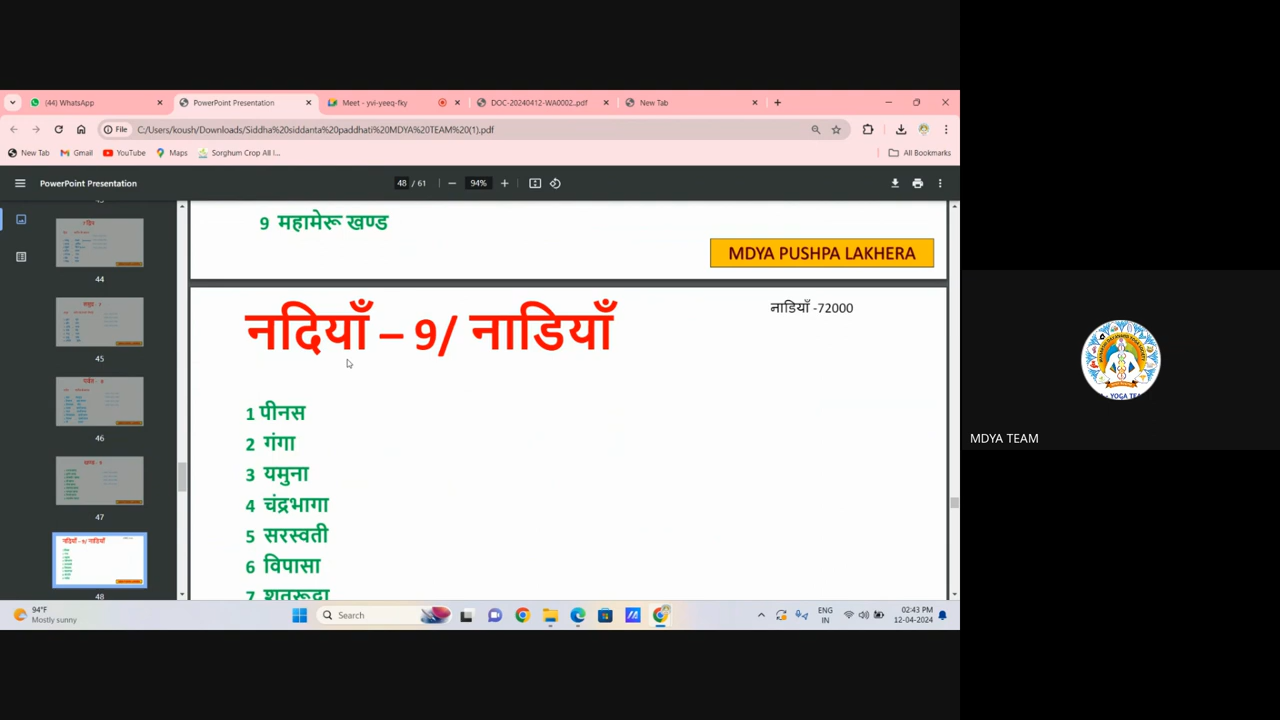 (44) WhatsApp
PowerPoint Presentation
Meet - yvi-yeeq-fky
DOC-20240412-WA0002..pdf
New Tab
File
C:/Users/koush/Downloads/Siddha%20siddanta%20paddhati%20MDYA%20TEAM%20(1).pdf
New Tab
Gmail
YouTube
Maps
Sorghum Crop All I...
All Bookmarks
PowerPoint Presentation
48 / 61
94%
44
45
46
47
48
9 महामेरू खण्ड
MDYA PUSHPA LAKHERA
नदियाँ – 9/ नाडियाँ
नाडियाँ -72000
1 पीनस
2 गंगा
3 यमुना
4 चंद्रभागा
5 सरस्वती
6 विपासा
7 शतरूद्रा
MDYA TEAM
94°F
Mostly sunny
Search
ENG
IN
02:43 PM
12-04-2024